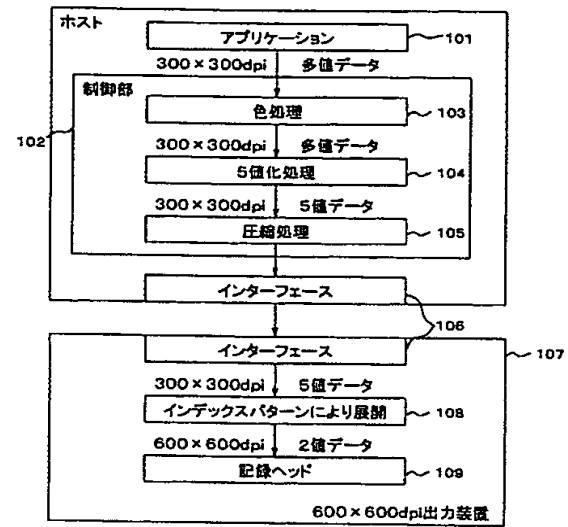 ホスト
アプリケーション
101
300×300dpi 多値データ
制御部
102
色処理
103
300×300dpi 多値データ
5値化処理
104
300×300dpi 5値データ
圧縮処理
105
インターフェース
106
インターフェース
107
300×300dpi 5値データ
インデックスパターンにより展開
108
600×600dpi 2値データ
記録ヘッド
109
600×600dpi出力装置